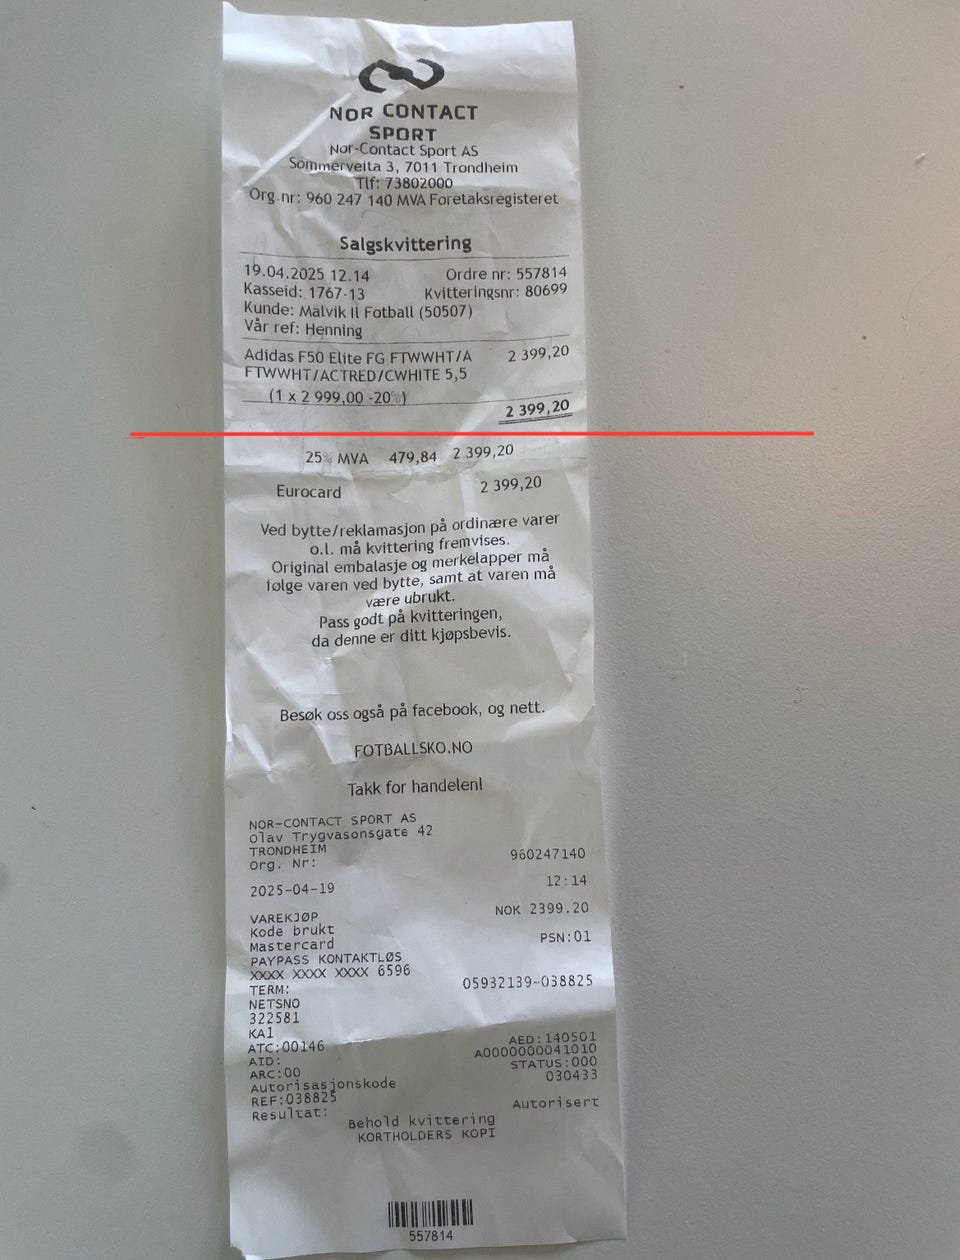 NOR CONTACT
SPORT
Nor-Contact Sport AS
Sommerveita 3, 7011 Trondheim
Tlf: 73802000
Org.nr: 960 247 140 MVA Foretaksregisteret
Salgskvittering
19.04.2025 12.14 Ordre nr: 557814
Kasseid: 1767-13 Kvitteringsnr: 80699
Kunde: Malvik Il Fotball (50507)
Vår ref: Henning
Adidas F50 Elite FG FTWWHT/A 2 399,20
FTWWHT/ACTRED/CWHITE 5,5
(1 x 2 999,00 -20%)
2 399,20
25% MVA 479,84 2 399,20
Eurocard 2 399,20
Ved bytte/reklamasjon på ordinære varer
o.l. må kvittering fremvises.
Original embalasje og merkelapper må
følge varen ved bytte, samt at varen må
være ubrukt.
Pass godt på kvitteringen,
da denne er ditt kjøpsbevis.
Besøk oss også på facebook, og nett.
FOTBALLSKO.NO
Takk for handelen!
NOR-CONTACT SPORT AS
Olav Trygvasonsgate 42
TRONDHEIM
Org. Nr: 960247140
2025-04-19 12:14
VAREKJØP NOK 2399.20
Kode brukt
Mastercard PSN:01
PAYPASS KONTAKTLØS
XXXX XXXX XXXX 6596
TERM: 05932139-038825
NETSNO
322581
KA1
ATC:00146 AED:140501
AID: A0000000041010
ARC:00 STATUS:000
Autorisasjonskode 030433
REF:038825
Resultat: Autorisert
Behold kvittering
KORTHOLDERS KOPI
557814